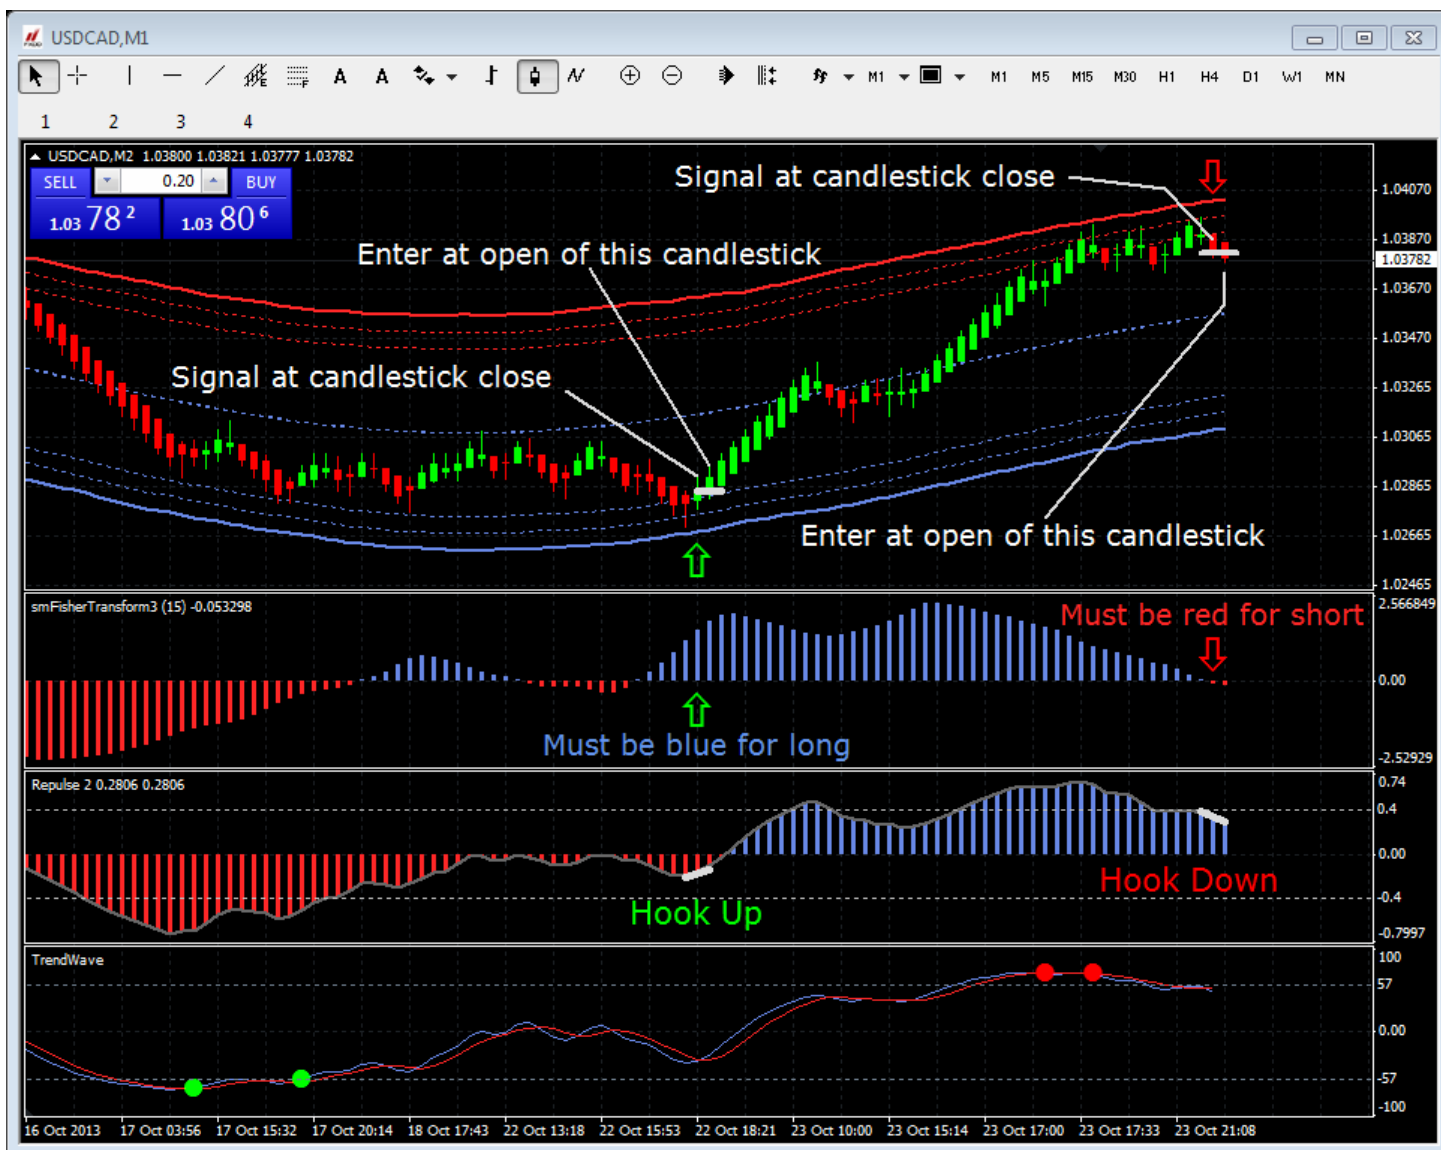 USDCAD,M1
E F A A M1 M1 M5 M15 M30 H1 H4 D1 W1 MN
1 2 3 4
USDCAD,M2 1.03800 1.03821 1.03777 1.03782
SELL 0.20 BUY
1.03 78 2 1.03 80 6
Signal at candlestick close
Enter at open of this candlestick
Signal at candlestick close
Enter at open of this candlestick
1.04070
1.03870
1.03782
1.03670
1.03470
1.03265
1.03065
1.02865
1.02665
1.02465
smFisherTransform3 (15) -0.053298
Must be red for short
Must be blue for long
2.566849
0.00
-2.52929
Repulse 2 0.2806 0.2806
Hook Up
Hook Down
0.74
0.4
0.00
-0.4
-0.7997
TrendWave
100
57
0.00
-57
-100
16 Oct 2013 17 Oct 03:56 17 Oct 15:32 17 Oct 20:14 18 Oct 17:43 22 Oct 13:18 22 Oct 15:53 22 Oct 18:21 23 Oct 10:00 23 Oct 15:14 23 Oct 17:00 23 Oct 17:33 23 Oct 21:08